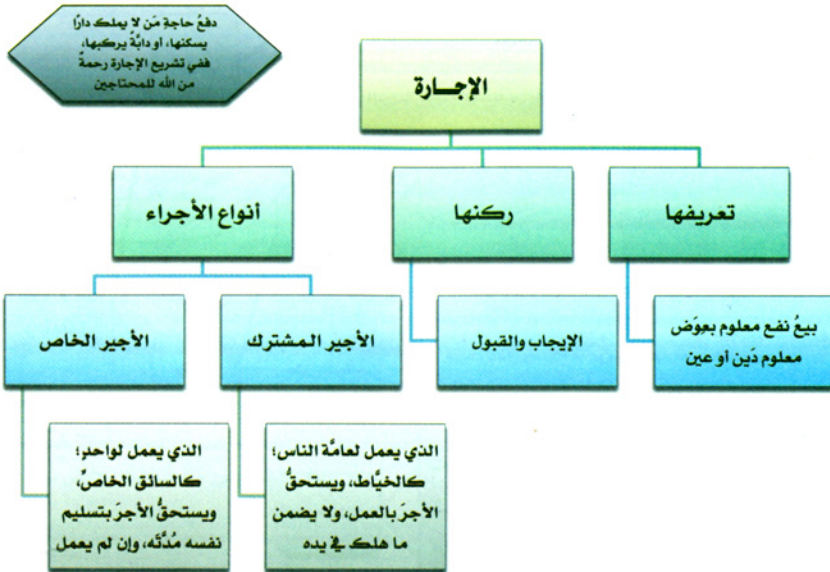 دفعُ حاجةِ مَن لا يملك دارًا
يسكنها، أو دابَّةً يركبها،
ففي تشريع الإجارة رحمةٌ
من الله للمحتاجين
الإجـــارة
تعريفها
ركنها
أنواع الأجراء
بيعُ نفع معلوم بعِوَض
معلوم دَين أو عين
الإيجاب والقبول
الأجير المشترك
الأجير الخاص
الذي يعمل لعامَّة الناس؛
كالخيَّاط، ويستحقُّ
الأجرَ بالعمل، ولا يضمن
ما هلك في يده
الذي يعمل لواحدٍ؛
كالسائق الخاصِّ،
ويستحقُّ الأجرَ بتسليم
نفسه مُدَّتَه، وإن لم يعمل